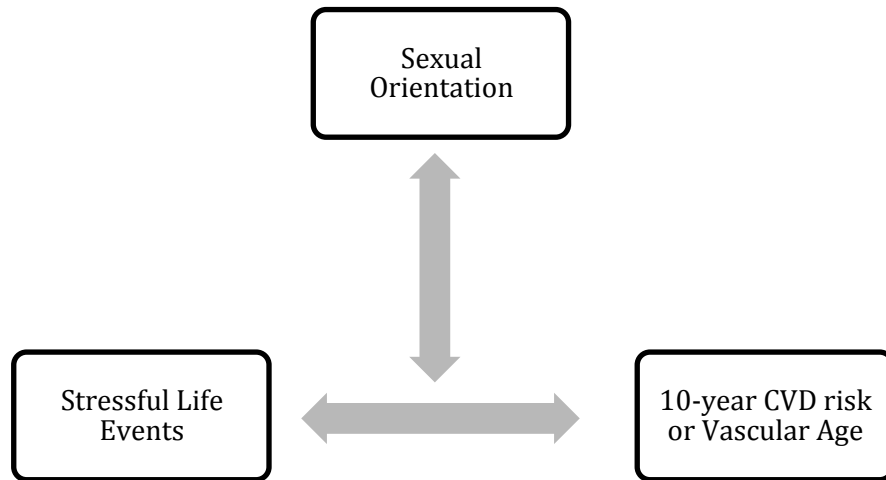 Sexual
Orientation
Stressful Life
Events
10-year CVD risk
or Vascular Age